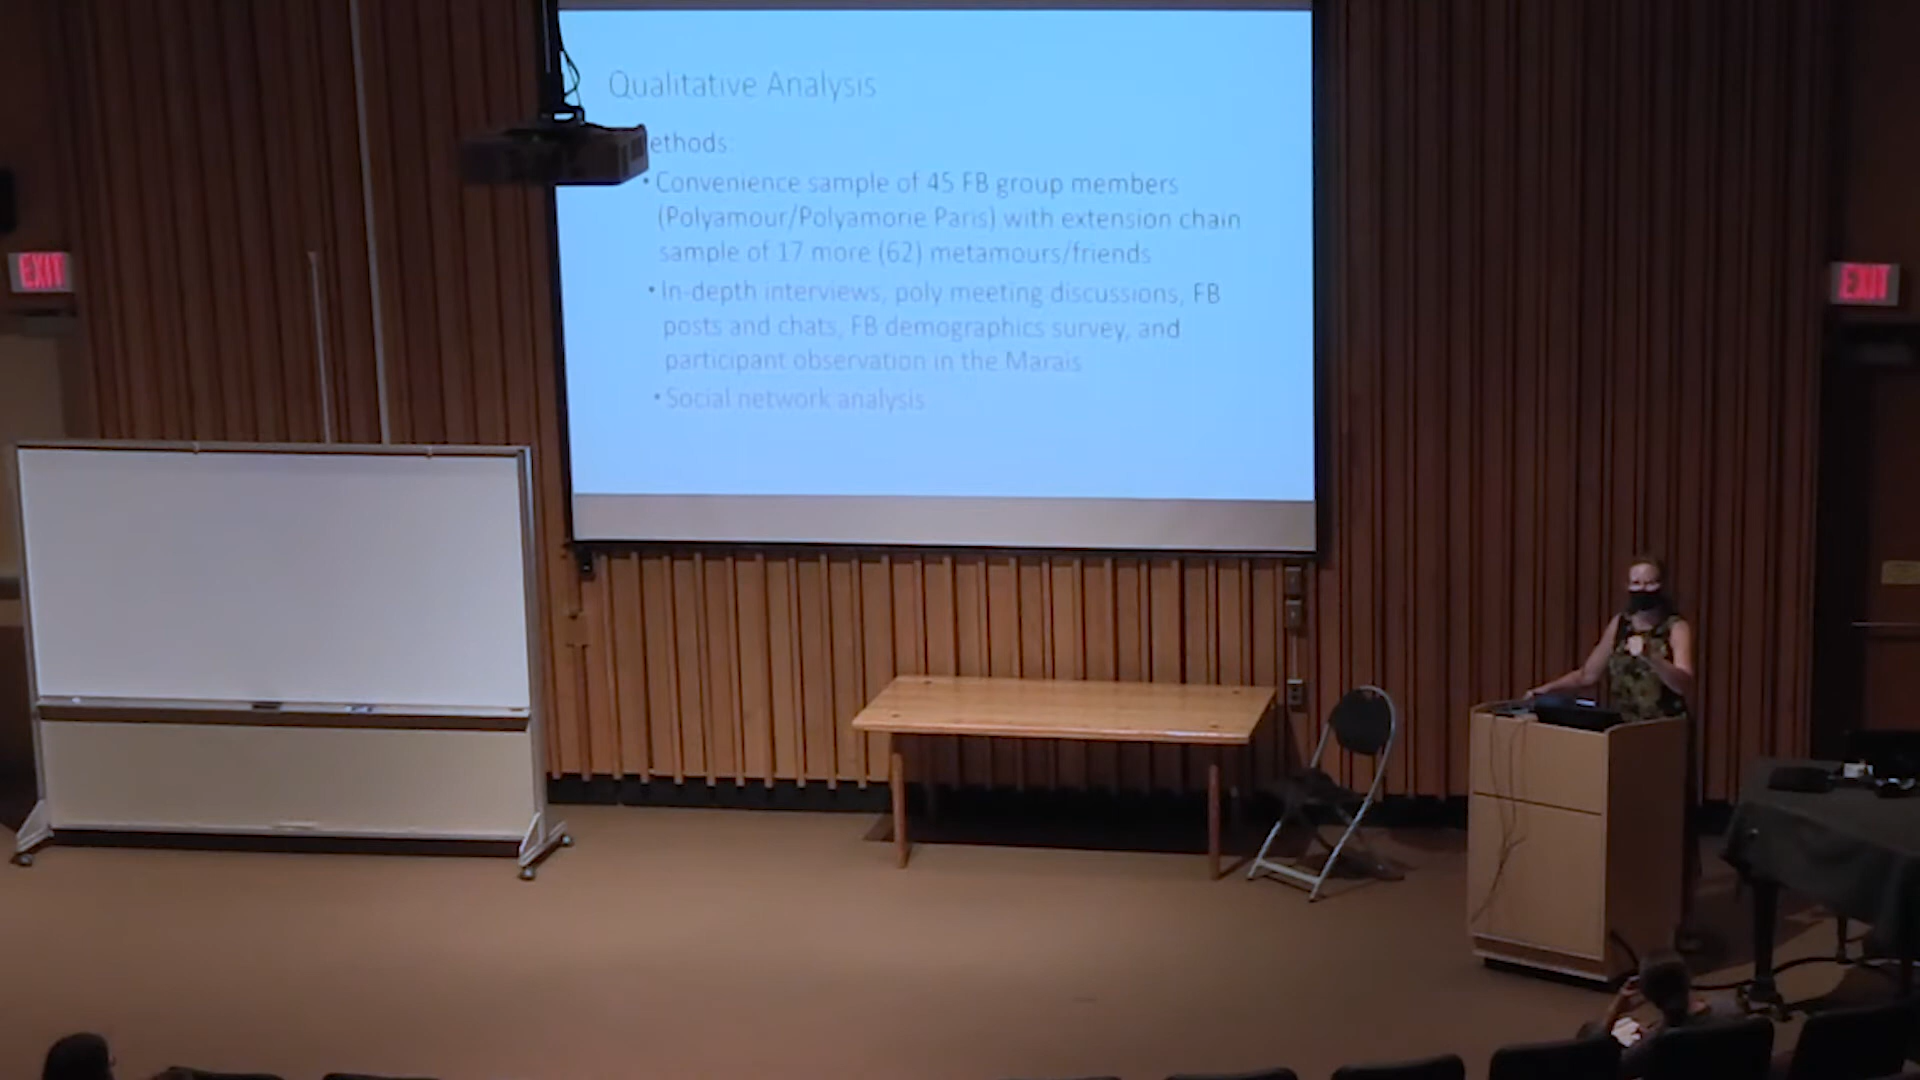 Qualitative Analysis
ethods:
• Convenience sample of 45 FB group members
(Polyamour/Polyamorie Paris) with extension chain
sample of 17 more (62) metamours/friends
• In-depth interviews, poly meeting discussions, FB
posts and chats, FB demographics survey, and
participant observation in the Marais
• Social network analysis
EXIT
EXIT